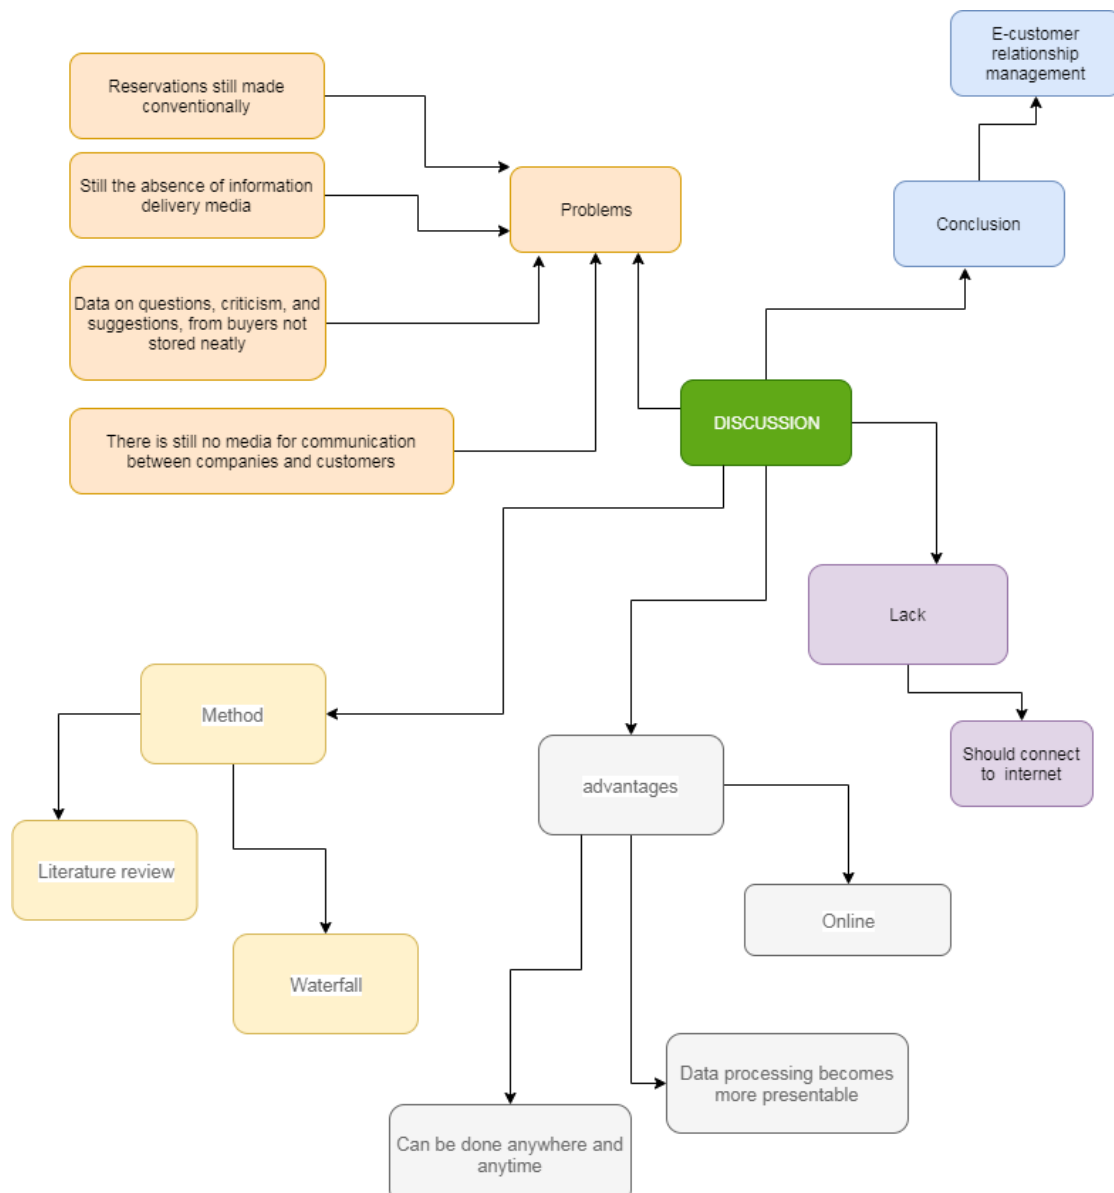 E-customer
relationship
management
Reservations still made
conventionally
Still the absence of information
delivery media
Problems
Conclusion
Data on questions, criticism, and
suggestions, from buyers not
stored neatly
There is still no media for communication
between companies and customers
DISCUSSION
Lack
Should connect
to internet
Method
advantages
Literature review
Waterfall
Online
Data processing becomes
more presentable
Can be done anywhere and
anytime